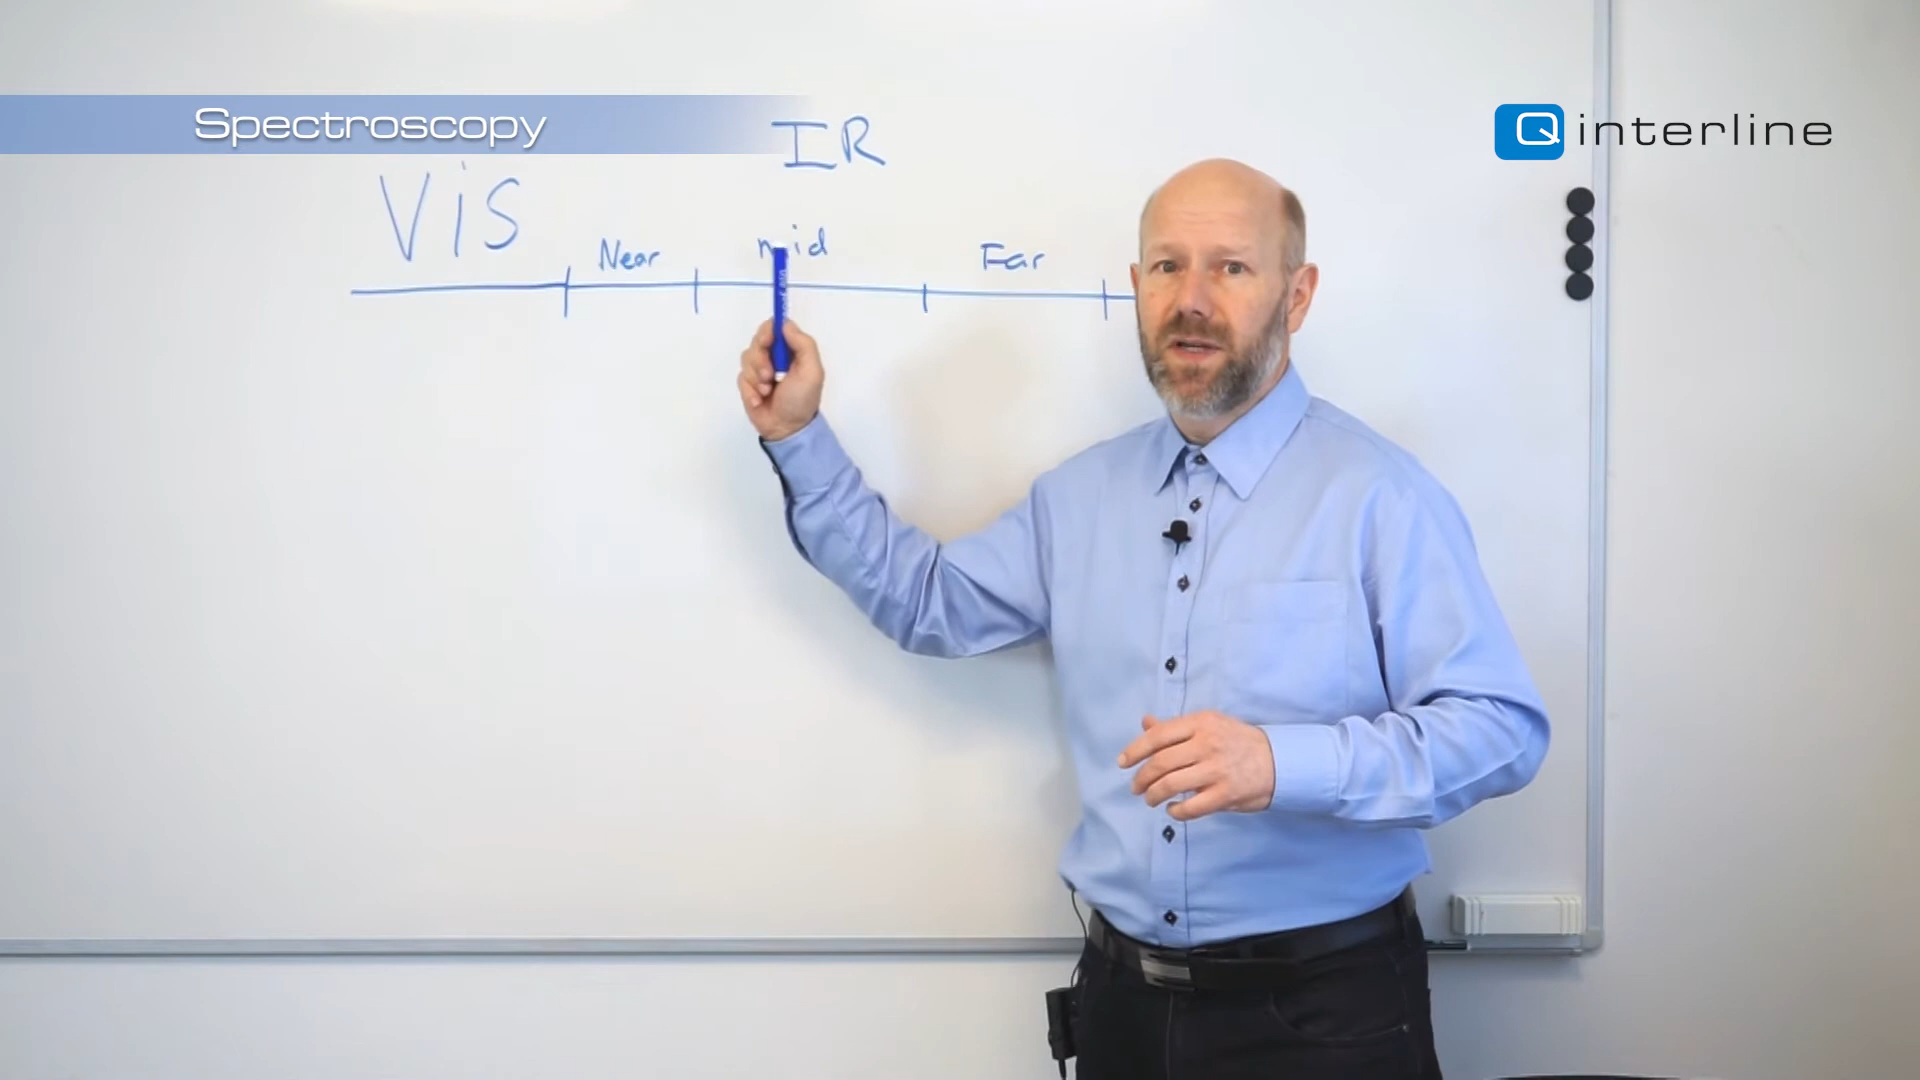 Spectroscopy
Q interline
IR
Vis
Near mid Far